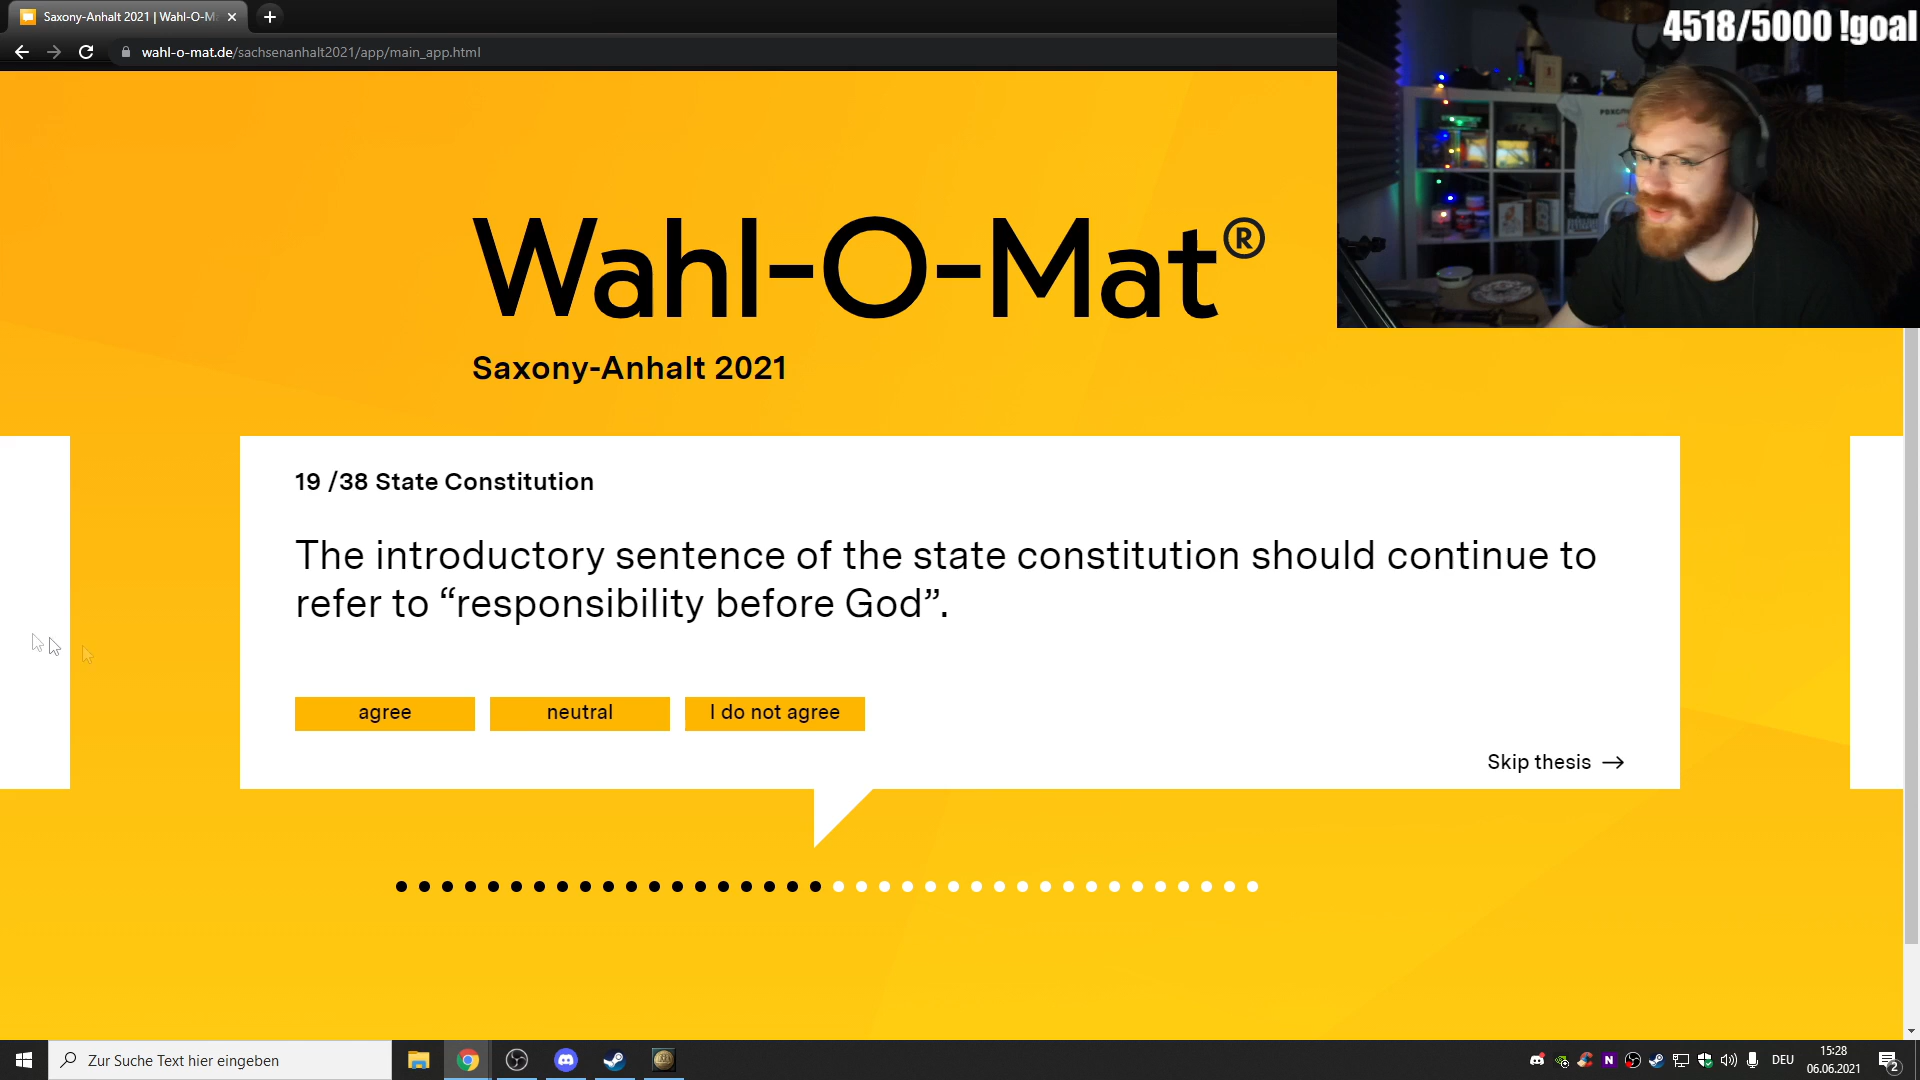 Saxony-Anhalt 2021 | Wahl-O-M
wahl-o-mat.de/sachsenanhalt2021/app/main_app.html
4518/5000 !goal
Wahl-O-Mat®
Saxony-Anhalt 2021
19 /38 State Constitution
The introductory sentence of the state constitution should continue to
refer to “responsibility before God”.
agree
neutral
I do not agree
Skip thesis →
Zur Suche Text hier eingeben
DEU
15:28
06.06.2021
2